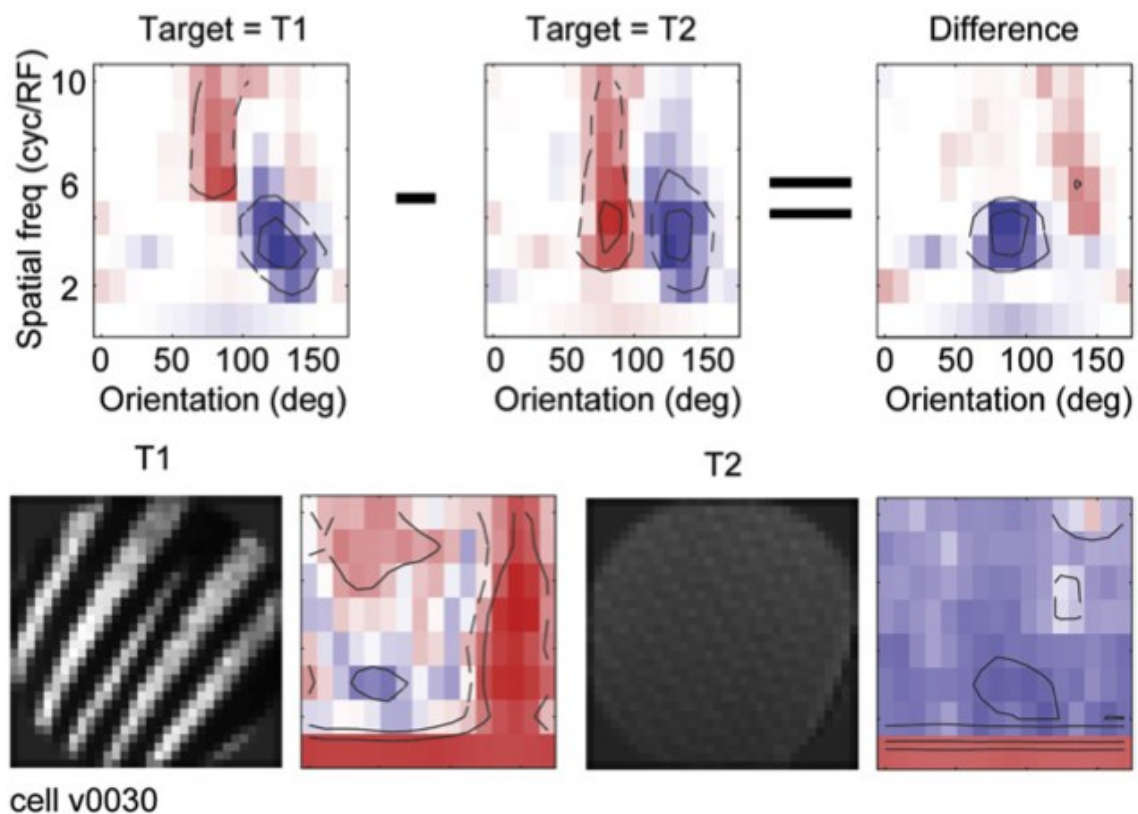 Target = T1
Target = T2
Difference
Spatial freq (cyc/RF)
10
6
2
0 50 100 150
0 50 100 150
0 50 100 150
Orientation (deg)
Orientation (deg)
Orientation (deg)
T1
T2
cell v0030